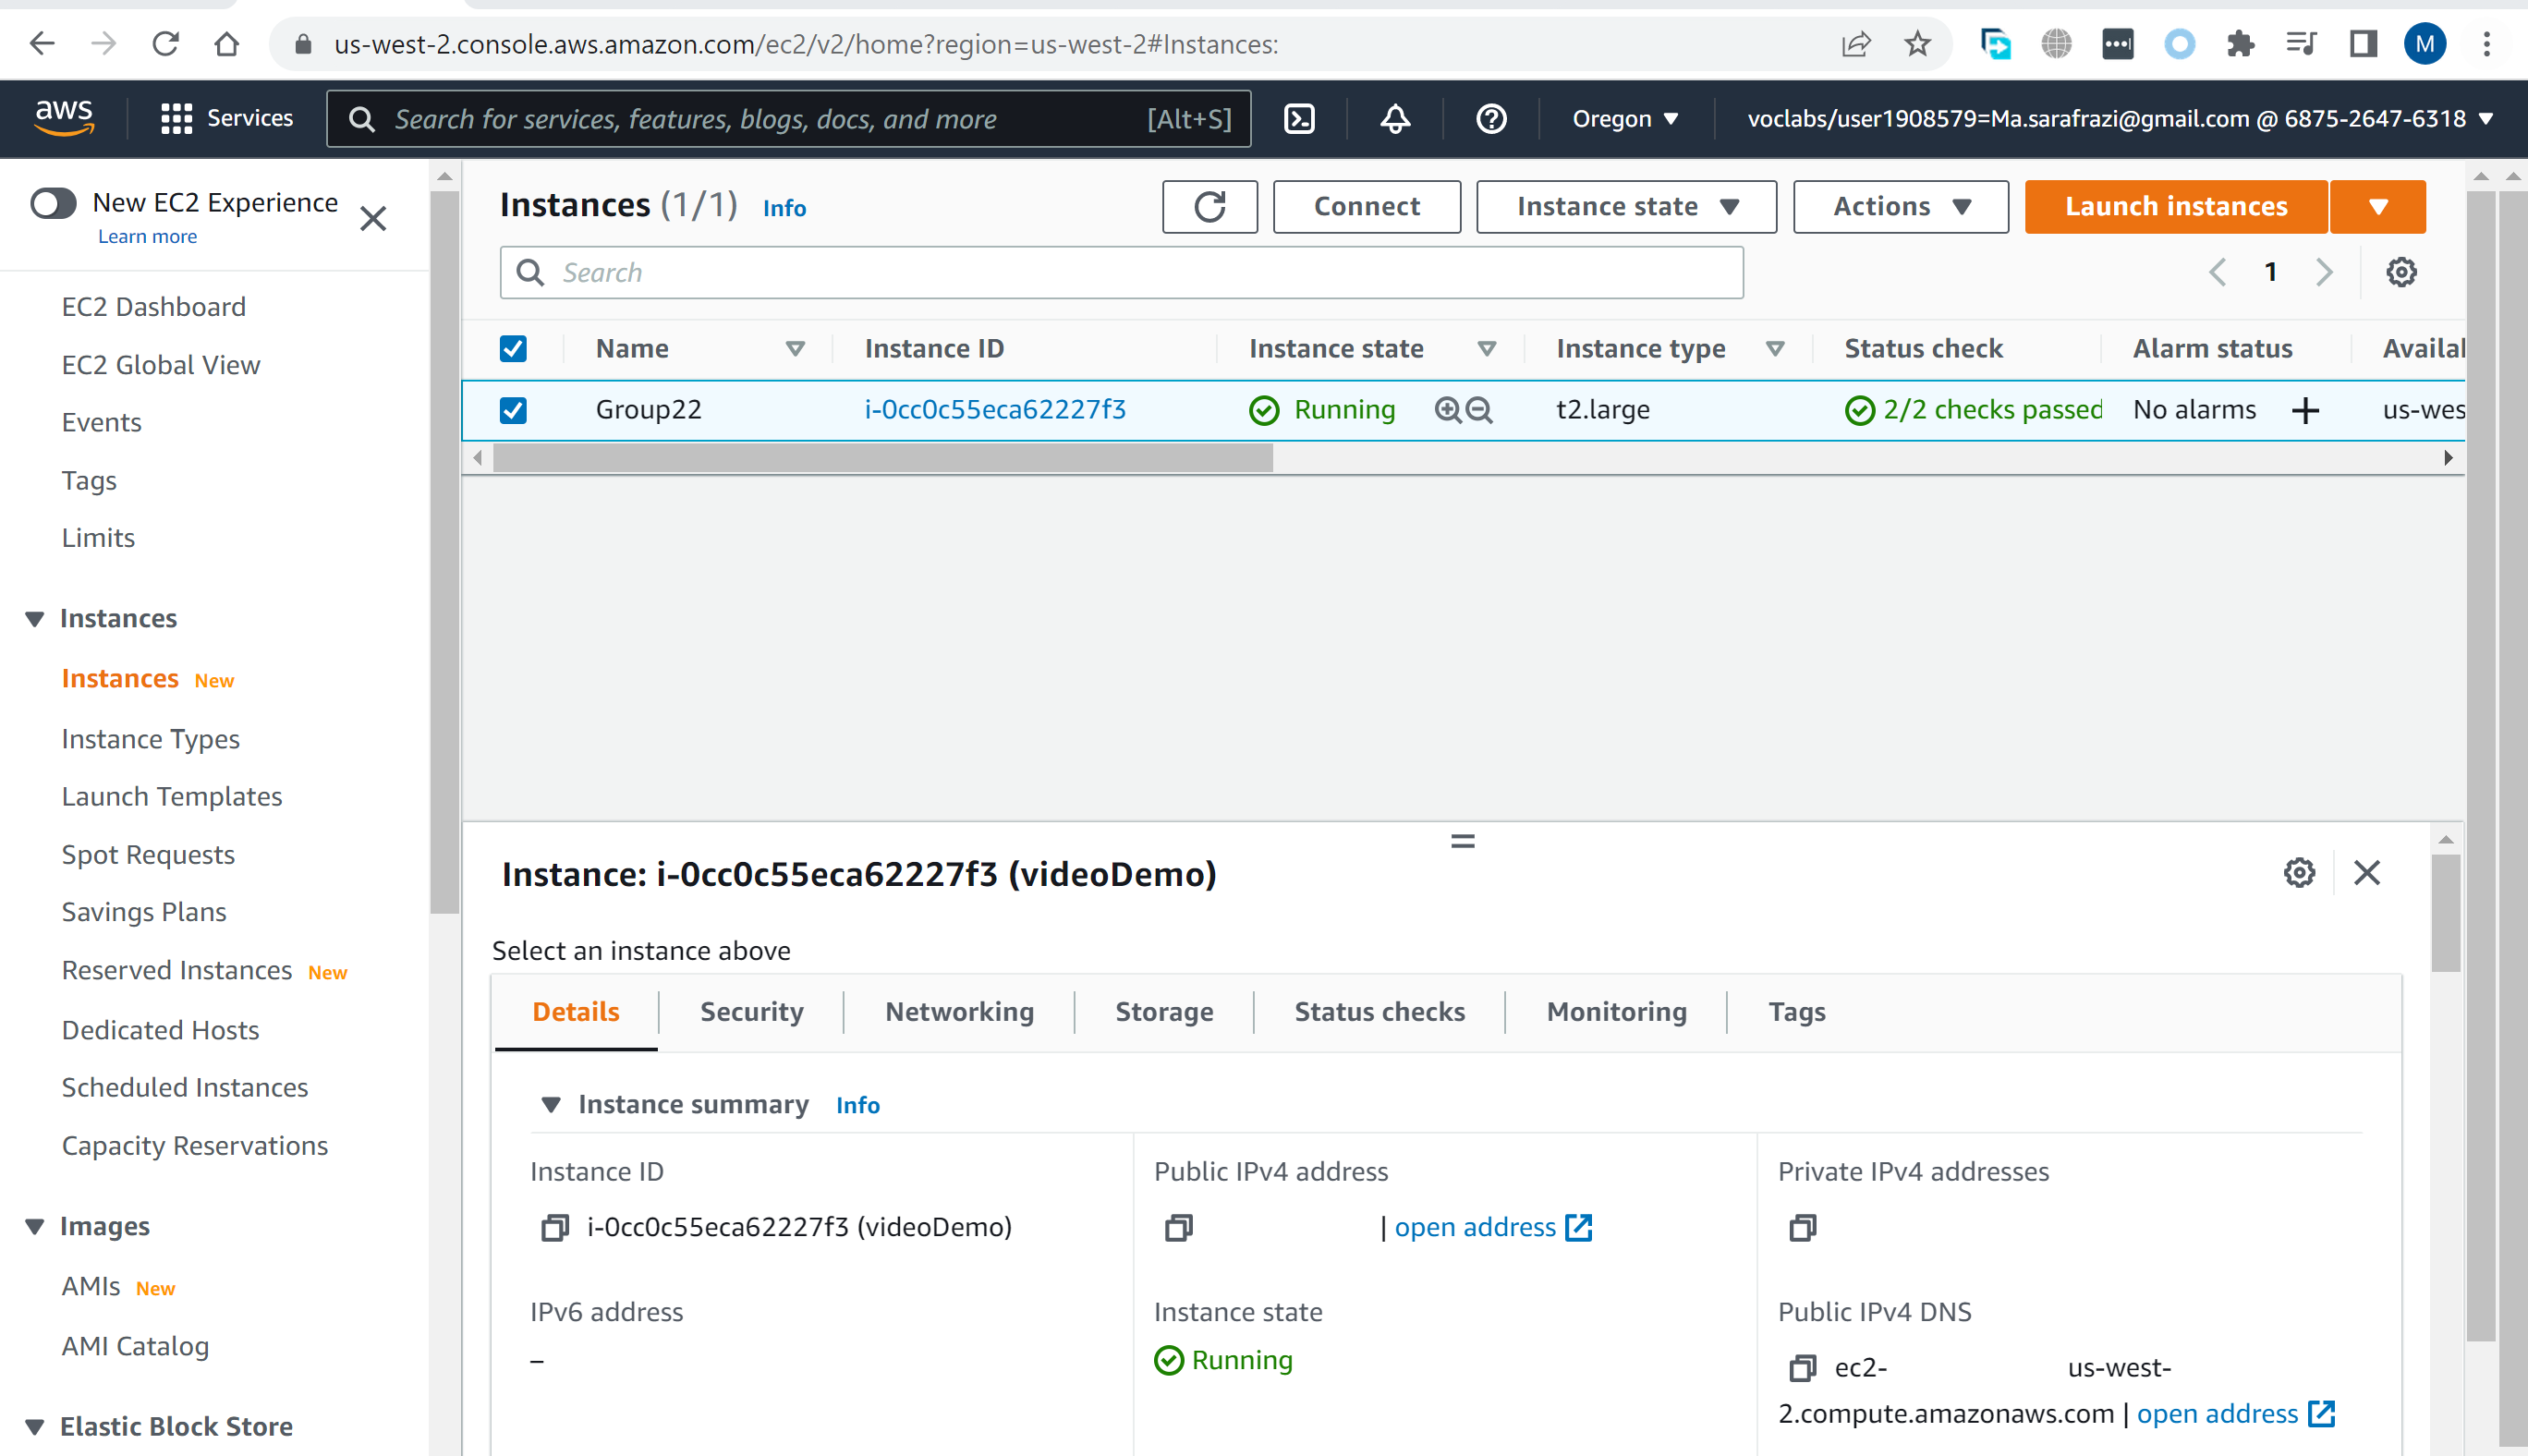 us-west-2.console.aws.amazon.com/ec2/v2/home?region=us-west-2#Instances:
M
aws
Services
Search for services, features, blogs, docs, and more
[Alt+S]
Oregon
voclabs/user1908579=Ma.sarafrazi@gmail.com @ 6875-2647-6318
New EC2 Experience
Learn more
EC2 Dashboard
EC2 Global View
Events
Tags
Limits
Instances
Instances New
Instance Types
Launch Templates
Spot Requests
Savings Plans
Reserved Instances New
Dedicated Hosts
Scheduled Instances
Capacity Reservations
Images
AMIs New
AMI Catalog
Elastic Block Store
Instances (1/1) Info
Connect
Instance state
Actions
Launch instances
Search
1
Name Instance ID Instance state Instance type Status check Alarm status Availal
Group22 i-0cc0c55eca62227f3 Running t2.large 2/2 checks passed No alarms + us-wes
Instance: i-0cc0c55eca62227f3 (videoDemo)
Select an instance above
Details Security Networking Storage Status checks Monitoring Tags
Instance summary Info
Instance ID
i-0cc0c55eca62227f3 (videoDemo)
Public IPv4 address
| open address
Private IPv4 addresses
IPv6 address
–
Instance state
Running
Public IPv4 DNS
ec2- us-west-
2.compute.amazonaws.com | open address